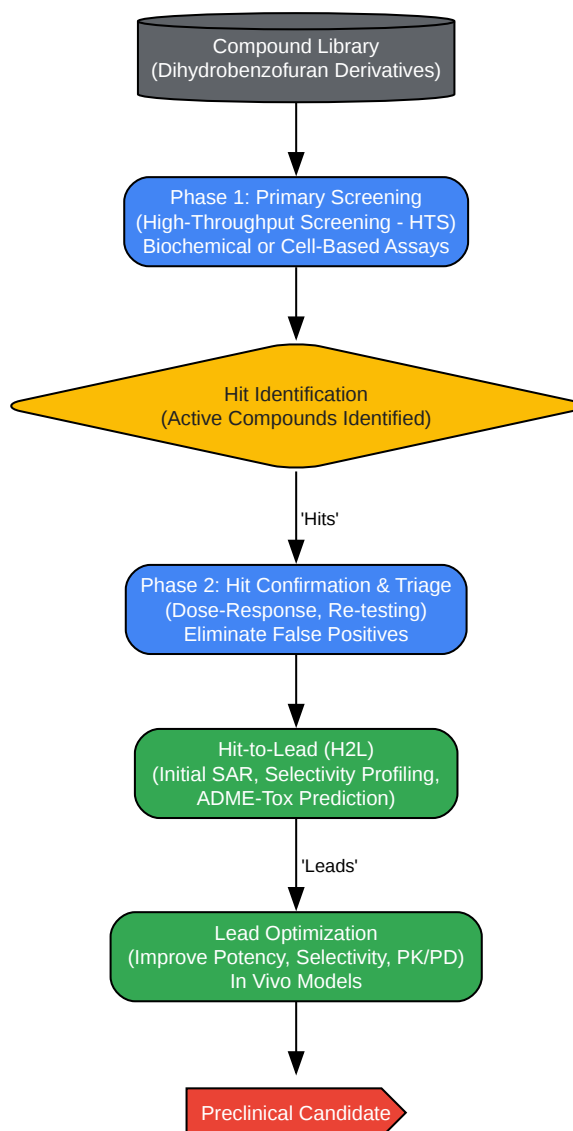 Compound Library
(Dihydrobenzofuran Derivatives)
Phase 1: Primary Screening
(High-Throughput Screening - HTS)
Biochemical or Cell-Based Assays
Hit Identification
(Active Compounds Identified)
'Hits'
Phase 2: Hit Confirmation & Triage
(Dose-Response, Re-testing)
Eliminate False Positives
Hit-to-Lead (H2L)
(Initial SAR, Selectivity Profiling,
ADME-Tox Prediction)
'Leads'
Lead Optimization
(Improve Potency, Selectivity, PK/PD)
In Vivo Models
Preclinical Candidate